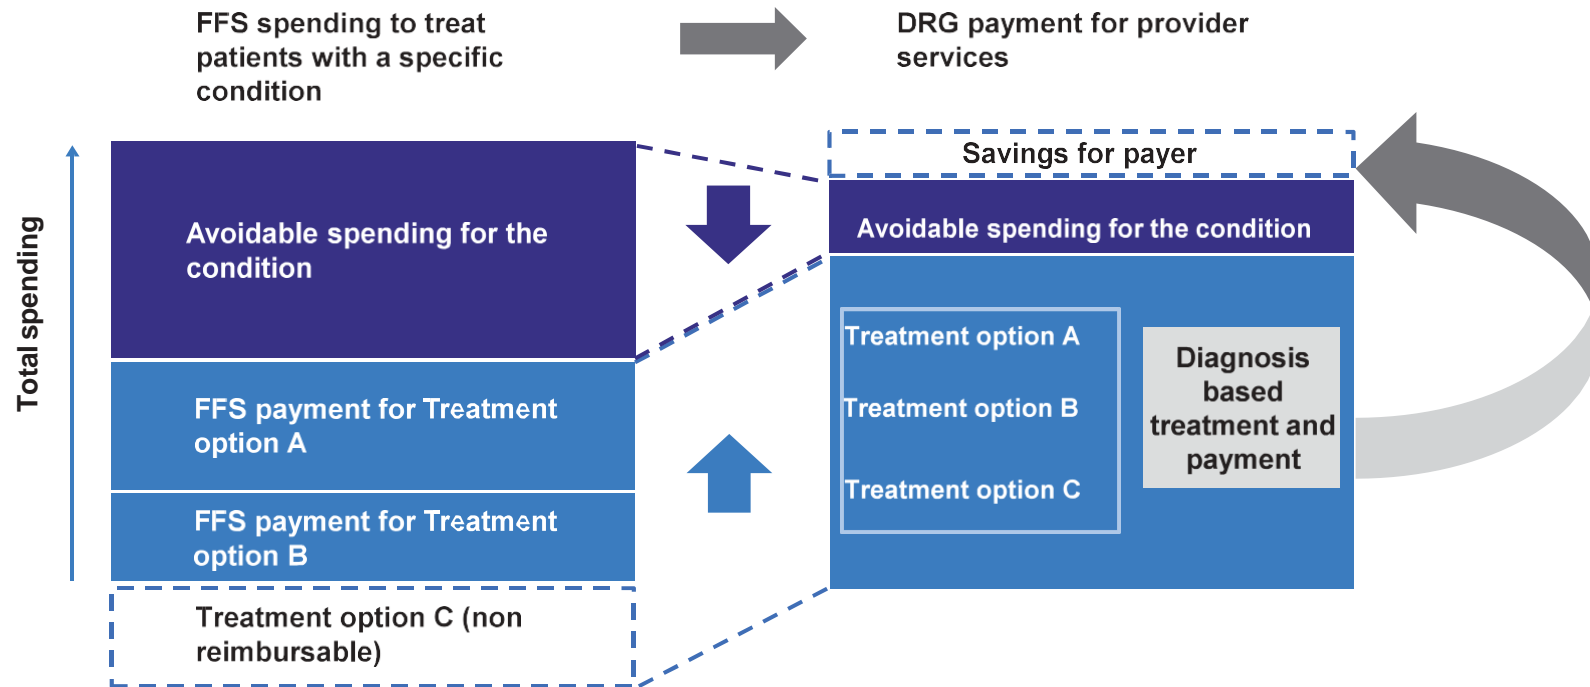 FFS spending to treat
patients with a specific
condition
DRG payment for provider
services
Total spending
Avoidable spending for the
condition
FFS payment for Treatment
option A
FFS payment for Treatment
option B
Treatment option C (non
reimbursable)
Savings for payer
Avoidable spending for the condition
Treatment option A
Treatment option B
Treatment option C
Diagnosis
based
treatment and
payment